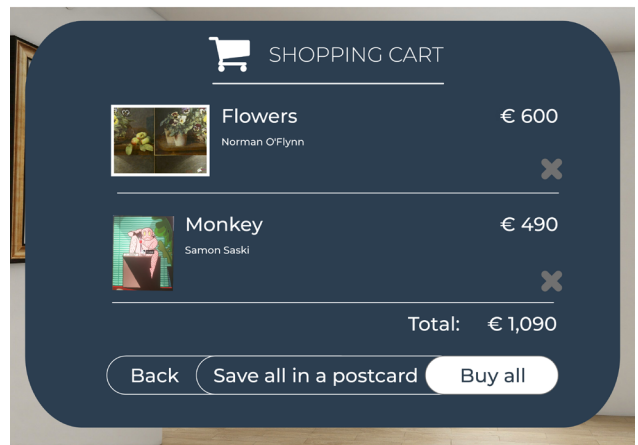 SHOPPING CART
Flowers
€ 600
Norman O'Flynn
Monkey
€ 490
Samon Saski
Total: € 1,090
Back
Save all in a postcard
Buy all